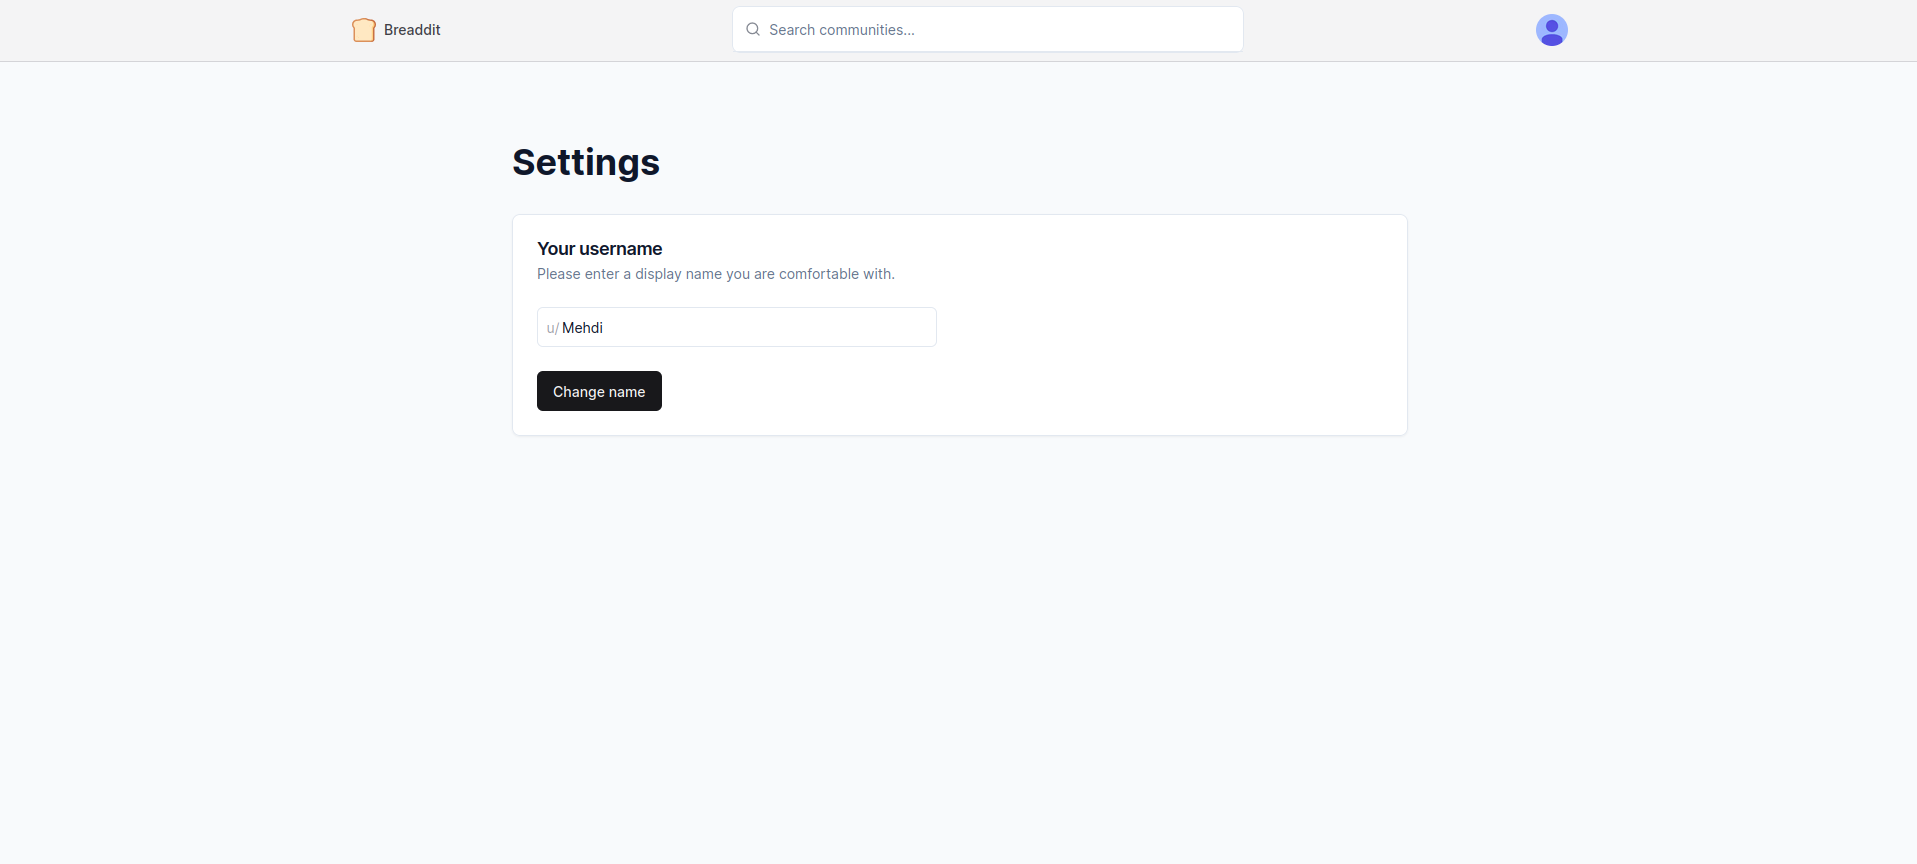 Breaddit
Search communities...
Settings
Your username
Please enter a display name you are comfortable with.
u/ Mehdi
Change name